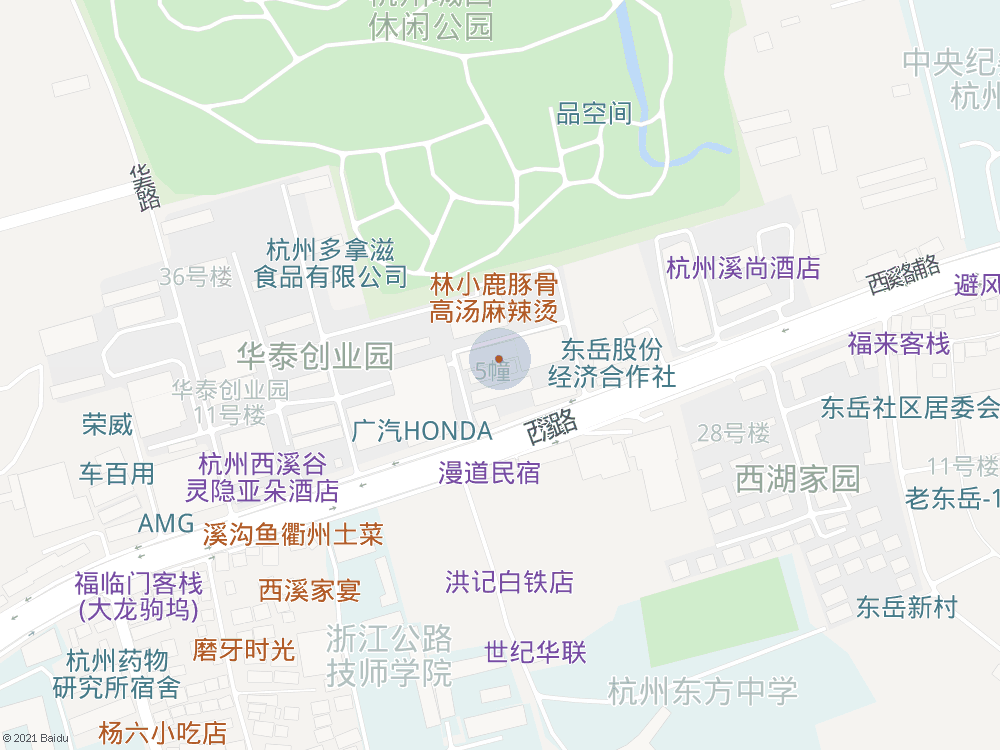 休闲公园
中央纪
杭州
品空间
华泰路
杭州多拿滋
食品有限公司
36号楼
林小鹿豚骨
高汤麻辣烫
杭州溪尚酒店
西溪路辅路
避风
华泰创业园
5幢
东岳股份
经济合作社
福来客栈
华泰创业园
11号楼
荣威
广汽HONDA
西溪路
28号楼
东岳社区居委会
车百用
杭州西溪谷
灵隐亚朵酒店
漫道民宿
西湖家园
11号楼
老东岳-1
AMG
溪沟鱼衢州土菜
福临门客栈
(大龙驹坞)
西溪家宴
洪记白铁店
东岳新村
磨牙时光
浙江公路
技师学院
世纪华联
杭州药物
研究所宿舍
杭州东方中学
杨六小吃店
© 2021 Baidu